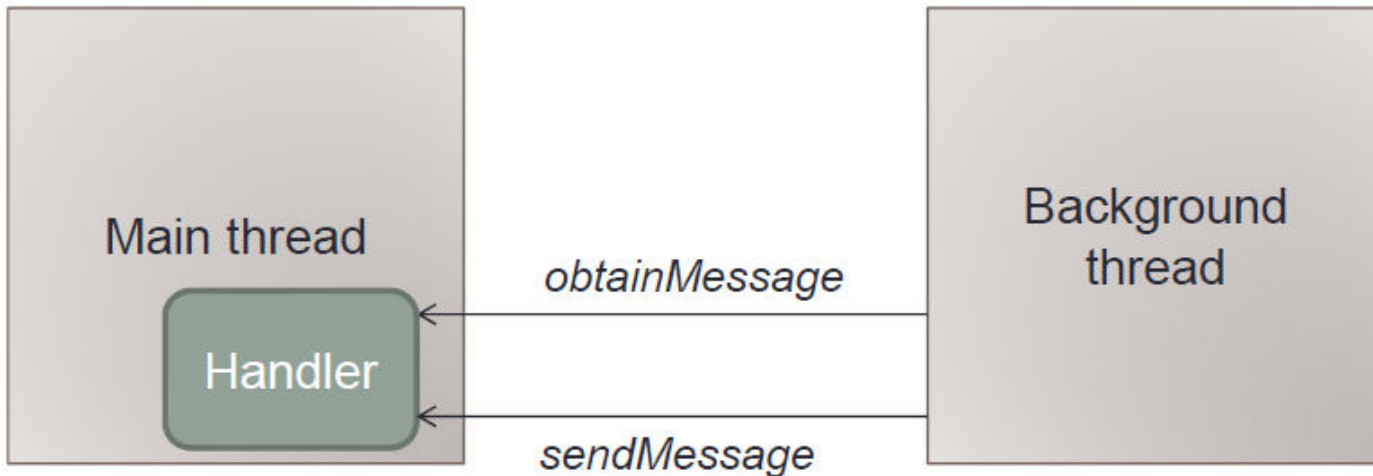 Main thread
Background
thread
obtainMessage
Handler
sendMessage